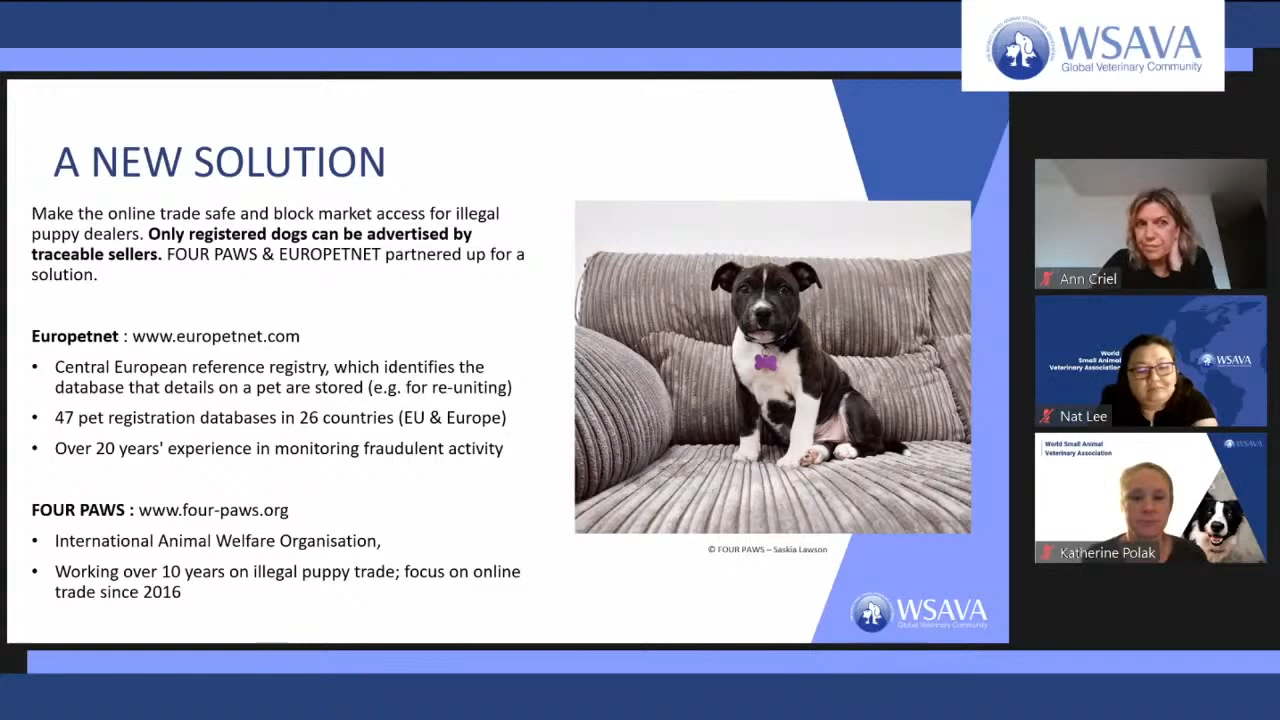 WSAVA
Global Veterinary Community
A NEW SOLUTION
Make the online trade safe and block market access for illegal
puppy dealers. Only registered dogs can be advertised by
traceable sellers. FOUR PAWS & EUROPETNET partnered up for a
solution.
Europetnet : www.europetnet.com
• Central European reference registry, which identifies the
database that details on a pet are stored (e.g. for re-uniting)
• 47 pet registration databases in 26 countries (EU & Europe)
• Over 20 years' experience in monitoring fraudulent activity
FOUR PAWS : www.four-paws.org
• International Animal Welfare Organisation,
• Working over 10 years on illegal puppy trade; focus on online
trade since 2016
© FOUR PAWS – Saskia Lawson
WSAVA
Global Veterinary Community
Ann Criel
World
Small Animal
Veterinary Association
WSAVA
Nat Lee
World Small Animal
Veterinary Association
WSAVA
Katherine Polak